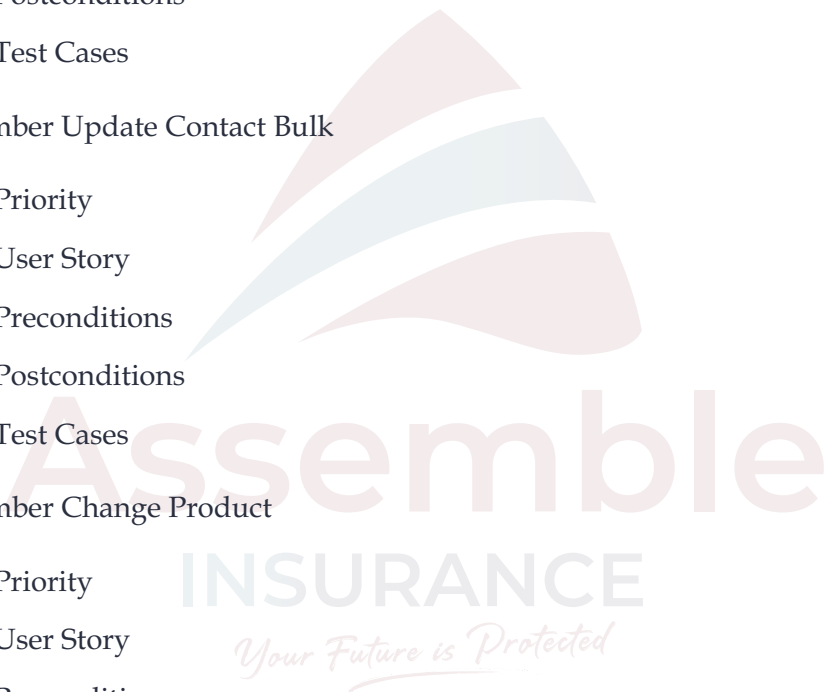 Postconditions
Test Cases
mber Update Contact Bulk
Priority
User Story
Preconditions
Postconditions
Test Cases
mber Change Product
Priority
User Story
Assemble
INSURANCE
Your Future is Protected